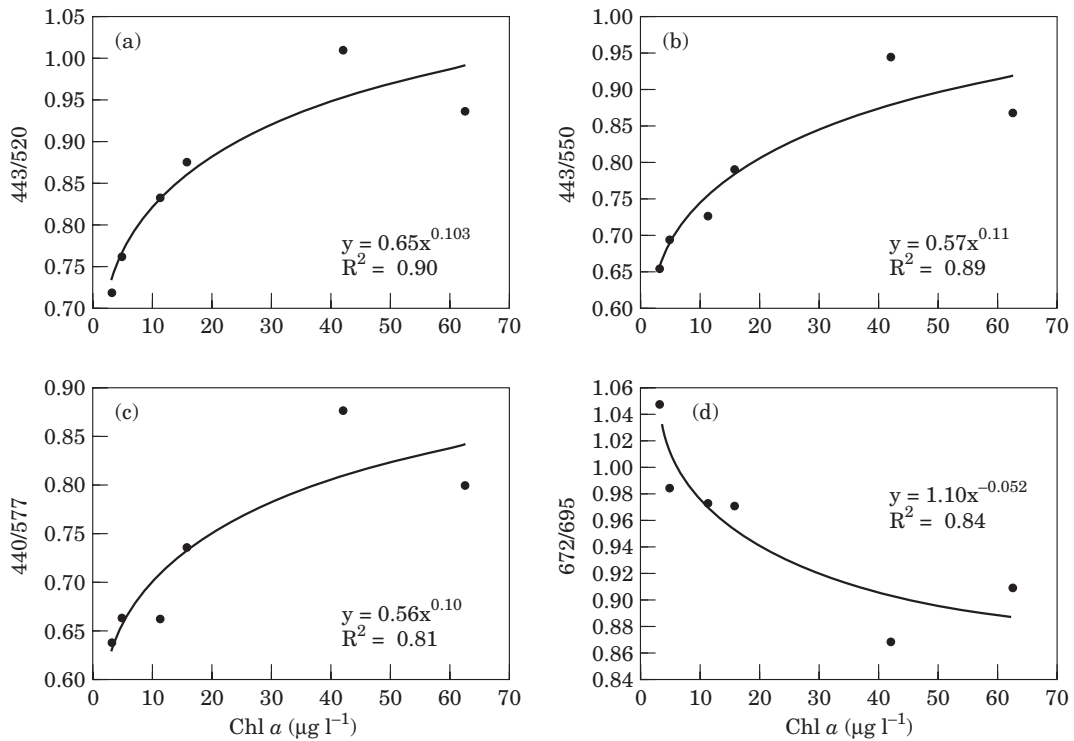 (a)
1.05
1.00
0.95
0.90
0.85
0.80
0.75
0.70
443/520
y = 0.65x^0.103
R² = 0.90
0 10 20 30 40 50 60 70
(b)
1.00
0.95
0.90
0.85
0.80
0.75
0.70
0.65
0.60
443/550
y = 0.57x^0.11
R² = 0.89
0 10 20 30 40 50 60 70
(c)
0.90
0.85
0.80
0.75
0.70
0.65
0.60
440/577
y = 0.56x^0.10
R² = 0.81
0 10 20 30 40 50 60 70
Chl a (µg l⁻¹)
(d)
1.06
1.04
1.02
1.00
0.98
0.96
0.94
0.92
0.90
0.88
0.86
0.84
672/695
y = 1.10x^−0.052
R² = 0.84
0 10 20 30 40 50 60 70
Chl a (µg l⁻¹)